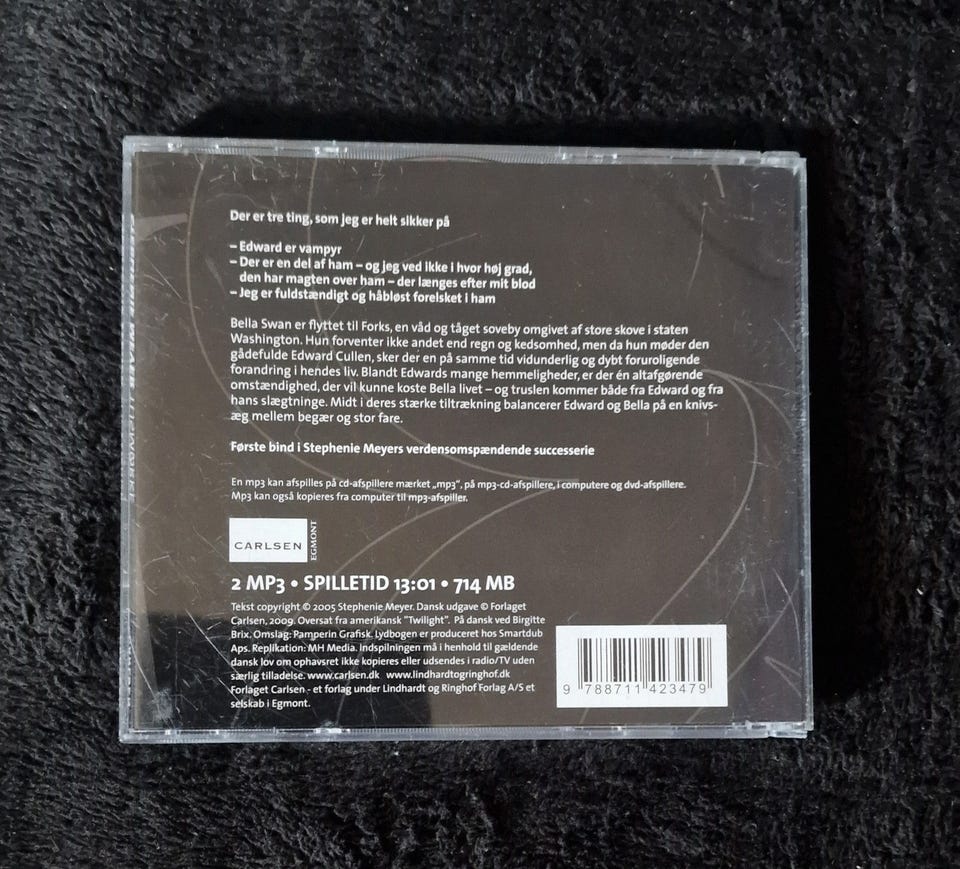 Der er tre ting, som jeg er helt sikker på
– Edward er vampyr
– Der er en del af ham – og jeg ved ikke i hvor høj grad,
den har magten over ham – der længes efter mit blod
– Jeg er fuldstændigt og håbløst forelsket i ham
Bella Swan er flyttet til Forks, en våd og tåget soveby omgivet af store skove i staten
Washington. Hun forventer ikke andet end regn og kedsomhed, men da hun møder den
gådefulde Edward Cullen, sker der en på samme tid vidunderlig og dybt foruroligende
forandring i hendes liv. Blandt Edwards mange hemmeligheder, er der én altafgørende
omstændighed, der vil kunne koste Bella livet – og truslen kommer både fra Edward og fra
hans slægtninge. Midt i deres stærke tiltrækning balancerer Edward og Bella på en knivs-
æg mellem begær og stor fare.
Første bind i Stephenie Meyers verdensomspændende successerie
En mp3 kan afspilles på cd-afspillere mærket „mp3“, på mp3-cd-afspillere, i computere og dvd-afspillere.
Mp3 kan også kopieres fra computer til mp3-afspiller.
CARLSEN
EGMONT
2 MP3 • SPILLETID 13:01 • 714 MB
Tekst copyright © 2005 Stephenie Meyer. Dansk udgave © Forlaget
Carlsen, 2009. Oversat fra amerikansk "Twilight". På dansk ved Birgitte
Brix. Omslag: Pamperin Grafisk. Lydbogen er produceret hos Smartdub
Aps. Replikation: MH Media. Indspilningen må i henhold til gældende
dansk lov om ophavsret ikke kopieres eller udsendes i radio/TV uden
særlig tilladelse. www.carlsen.dk www.lindhardtogringhof.dk
Forlaget Carlsen - et forlag under Lindhardt og Ringhof Forlag A/S et
selskab i Egmont.
9 788711 423479